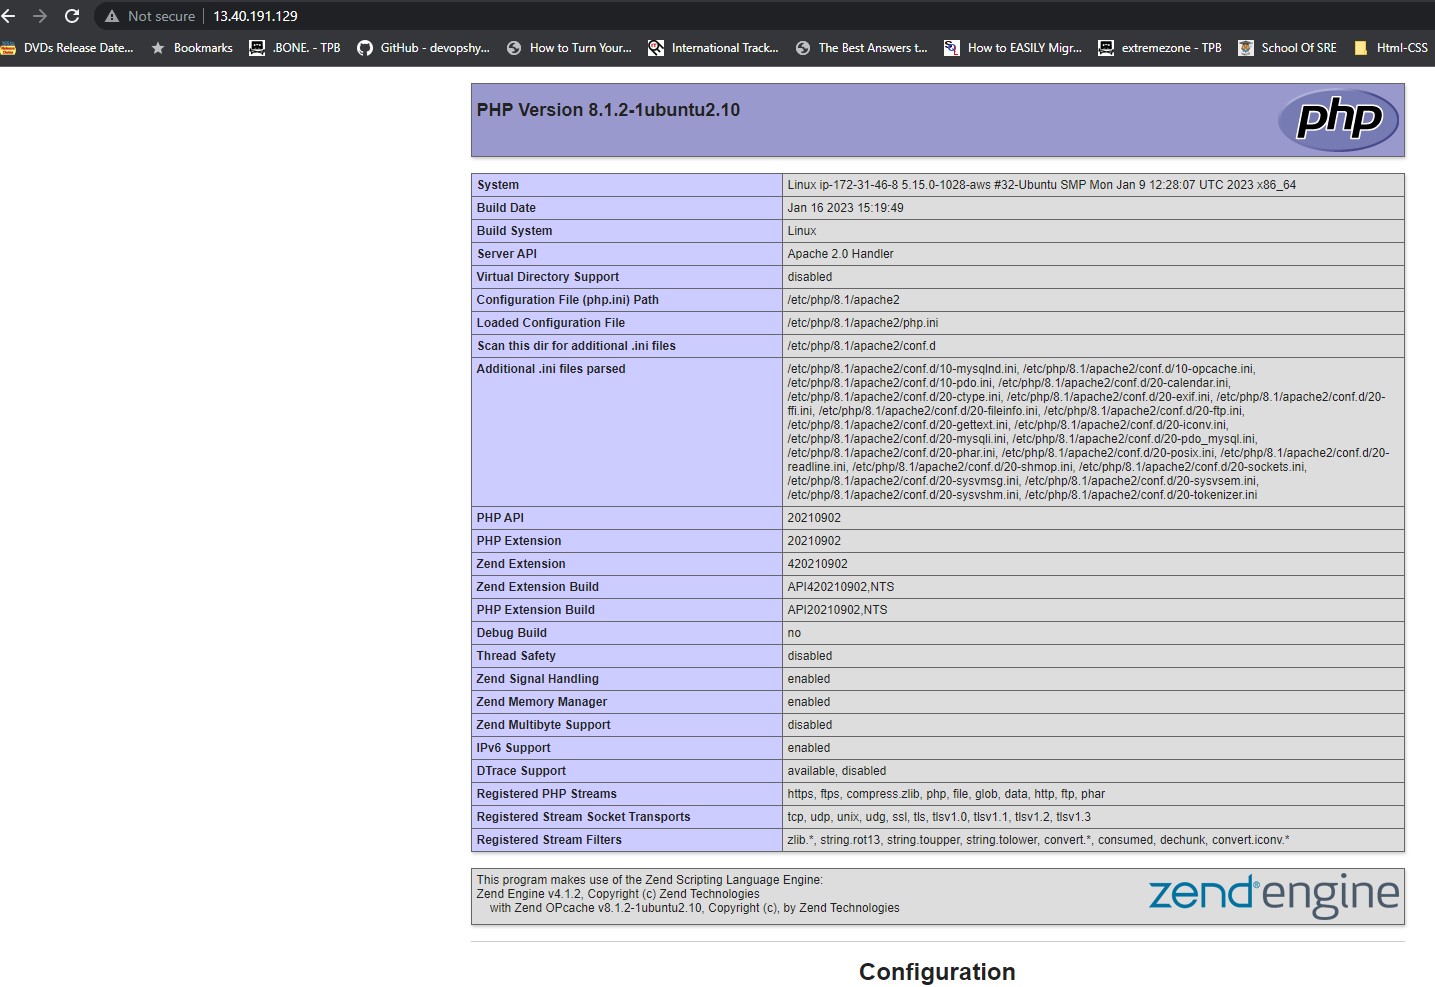 Not secure 13.40.191.129
DVDs Release Date... Bookmarks .BONE. - TPB GitHub - devopshy... How to Turn Your... International Track... The Best Answers t... How to EASILY Migr... extremezone - TPB School Of SRE Html-CSS
PHP Version 8.1.2-1ubuntu2.10
php
System Linux ip-172-31-46-8 5.15.0-1028-aws #32-Ubuntu SMP Mon Jan 9 12:28:07 UTC 2023 x86_64
Build Date Jan 16 2023 15:19:49
Build System Linux
Server API Apache 2.0 Handler
Virtual Directory Support disabled
Configuration File (php.ini) Path /etc/php/8.1/apache2
Loaded Configuration File /etc/php/8.1/apache2/php.ini
Scan this dir for additional .ini files /etc/php/8.1/apache2/conf.d
Additional .ini files parsed /etc/php/8.1/apache2/conf.d/10-mysqlnd.ini, /etc/php/8.1/apache2/conf.d/10-opcache.ini,
/etc/php/8.1/apache2/conf.d/10-pdo.ini, /etc/php/8.1/apache2/conf.d/20-calendar.ini,
/etc/php/8.1/apache2/conf.d/20-ctype.ini, /etc/php/8.1/apache2/conf.d/20-exif.ini, /etc/php/8.1/apache2/conf.d/20-
ffi.ini, /etc/php/8.1/apache2/conf.d/20-fileinfo.ini, /etc/php/8.1/apache2/conf.d/20-ftp.ini,
/etc/php/8.1/apache2/conf.d/20-gettext.ini, /etc/php/8.1/apache2/conf.d/20-iconv.ini,
/etc/php/8.1/apache2/conf.d/20-mysqli.ini, /etc/php/8.1/apache2/conf.d/20-pdo_mysql.ini,
/etc/php/8.1/apache2/conf.d/20-phar.ini, /etc/php/8.1/apache2/conf.d/20-posix.ini, /etc/php/8.1/apache2/conf.d/20-
readline.ini, /etc/php/8.1/apache2/conf.d/20-shmop.ini, /etc/php/8.1/apache2/conf.d/20-sockets.ini,
/etc/php/8.1/apache2/conf.d/20-sysvmsg.ini, /etc/php/8.1/apache2/conf.d/20-sysvsem.ini,
/etc/php/8.1/apache2/conf.d/20-sysvshm.ini, /etc/php/8.1/apache2/conf.d/20-tokenizer.ini
PHP API 20210902
PHP Extension 20210902
Zend Extension 420210902
Zend Extension Build API420210902,NTS
PHP Extension Build API20210902,NTS
Debug Build no
Thread Safety disabled
Zend Signal Handling enabled
Zend Memory Manager enabled
Zend Multibyte Support disabled
IPv6 Support enabled
DTrace Support available, disabled
Registered PHP Streams https, ftps, compress.zlib, php, file, glob, data, http, ftp, phar
Registered Stream Socket Transports tcp, udp, unix, udg, ssl, tls, tlsv1.0, tlsv1.1, tlsv1.2, tlsv1.3
Registered Stream Filters zlib.*, string.rot13, string.toupper, string.tolower, convert.*, consumed, dechunk, convert.iconv.*
This program makes use of the Zend Scripting Language Engine:
Zend Engine v4.1.2, Copyright (c) Zend Technologies
with Zend OPcache v8.1.2-1ubuntu2.10, Copyright (c), by Zend Technologies
zend®engine
Configuration